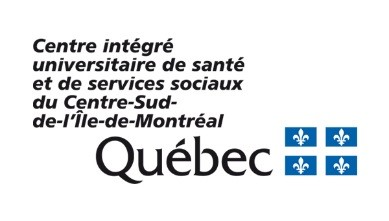 Centre intégré
universitaire de santé
et de services sociaux
du Centre-Sud-
de-l'Île-de-Montréal
Québec